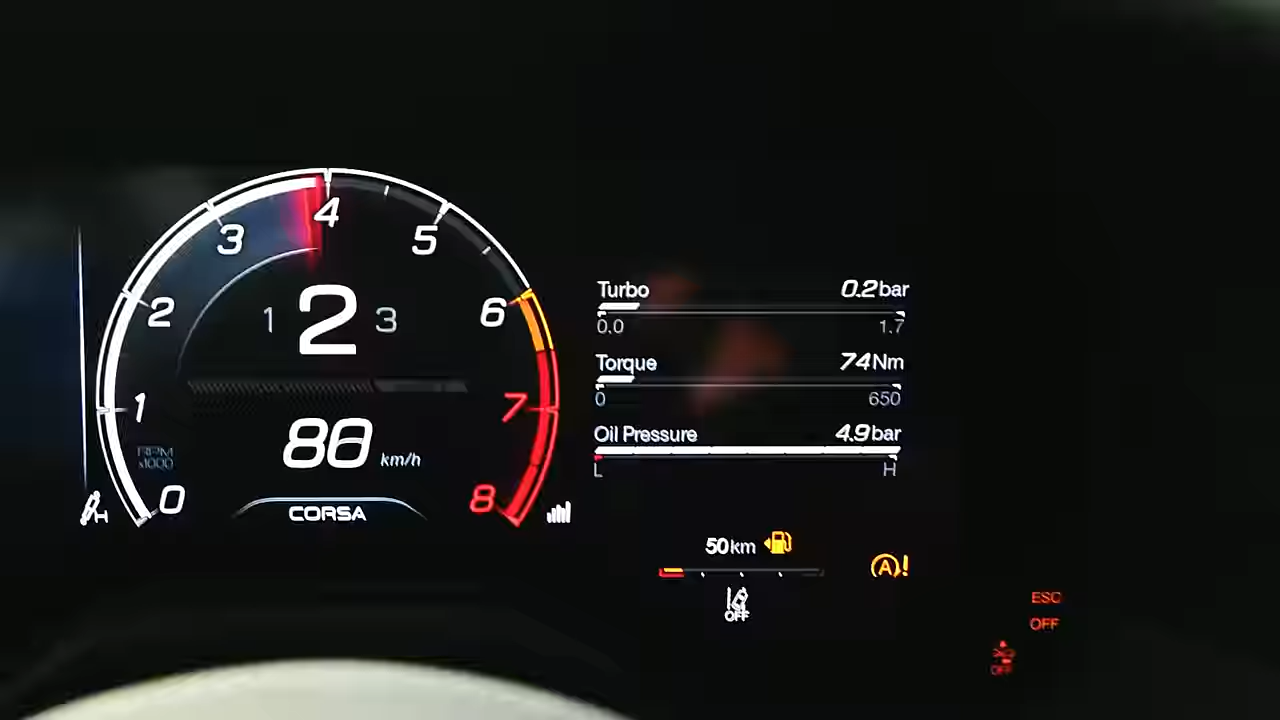 4
3
5
2
6
1 2 3
1
7
RPM
x1000
km/h
0
8
CORSA
H
Turbo 0.2 bar
0.0 1.7
Torque 74 Nm
0 650
Oil Pressure 4.9 bar
L H
50 km
A!
OFF
ESC
OFF
OFF